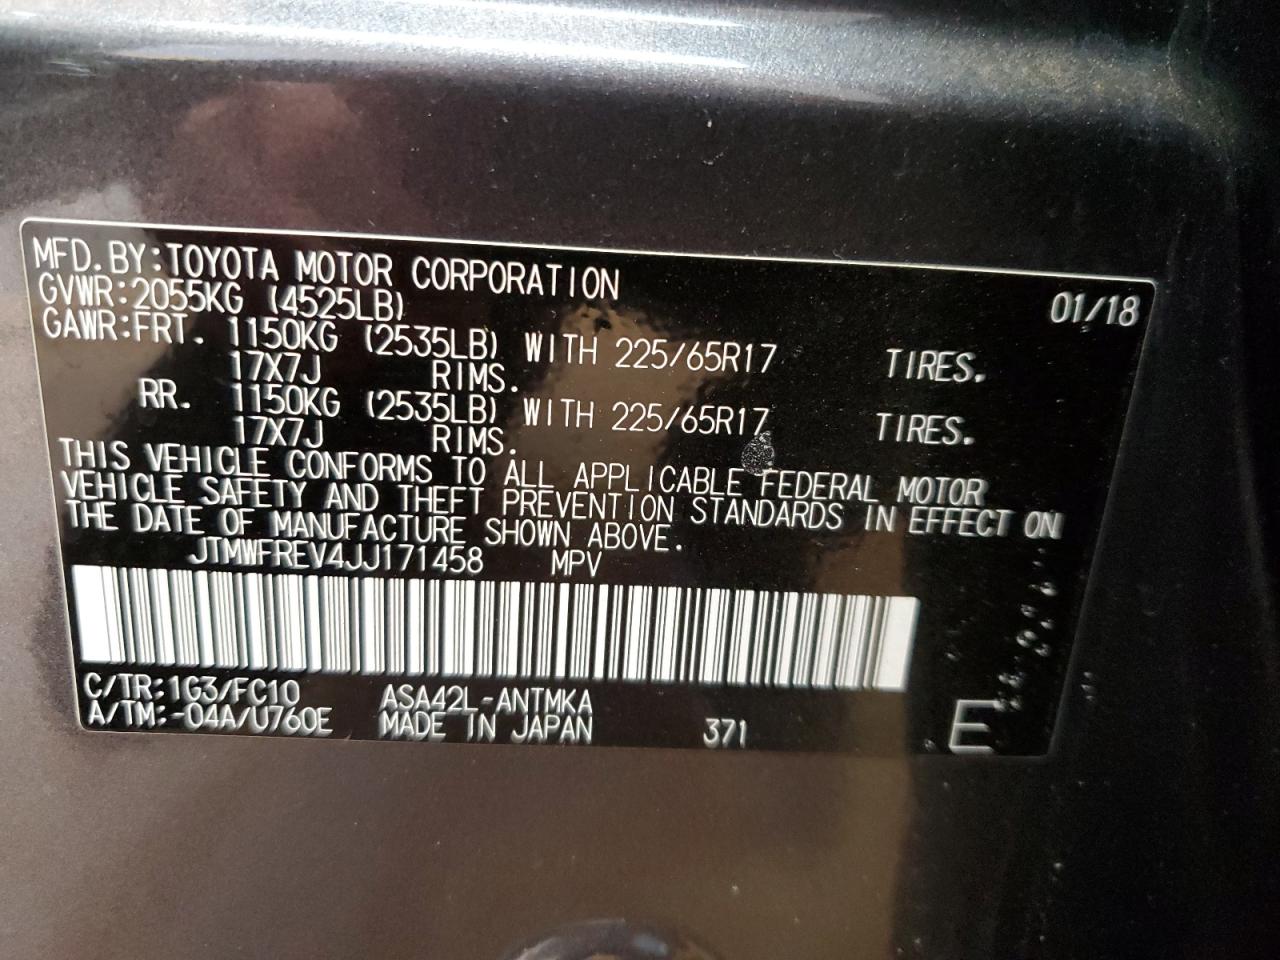 MFD. BY:TOYOTA MOTOR CORPORATION 01/18
GVWR:2055KG (4525LB)
GAWR:FRT. 1150KG (2535LB) WITH 225/65R17 TIRES.
17X7J RIMS.
RR. 1150KG (2535LB) WITH 225/65R17 TIRES.
17X7J RIMS.
THIS VEHICLE CONFORMS TO ALL APPLICABLE FEDERAL MOTOR
VEHICLE SAFETY AND THEFT PREVENTION STANDARDS IN EFFECT ON
THE DATE OF MANUFACTURE SHOWN ABOVE.
JTMWFREV4JJ171458 MPV
C/TR:1G3/FC10 ASA42L-ANTMKA
A/TM:-04A/U760E MADE IN JAPAN 371 E